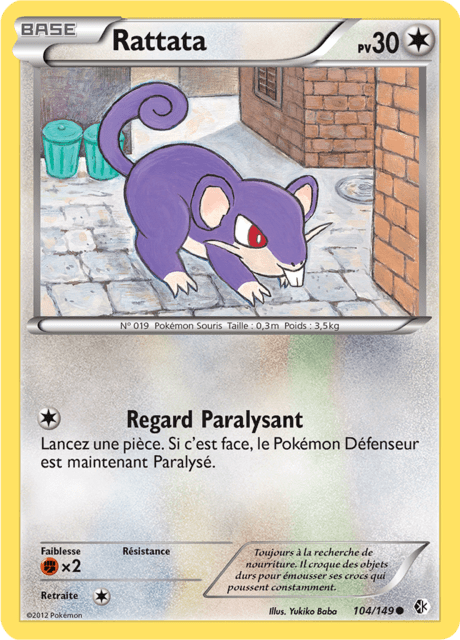 BASE
Rattata
PV30
N° 019 Pokémon Souris Taille : 0,3m Poids : 3,5kg
Regard Paralysant
Lancez une pièce. Si c'est face, le Pokémon Défenseur
est maintenant Paralysé.
Faiblesse
Résistance
×2
Retraite
Toujours à la recherche de
nourriture. Il croque des objets
durs pour émousser ses crocs qui
poussent constamment.
©2012 Pokémon
Illus. Yukiko Baba
104/149